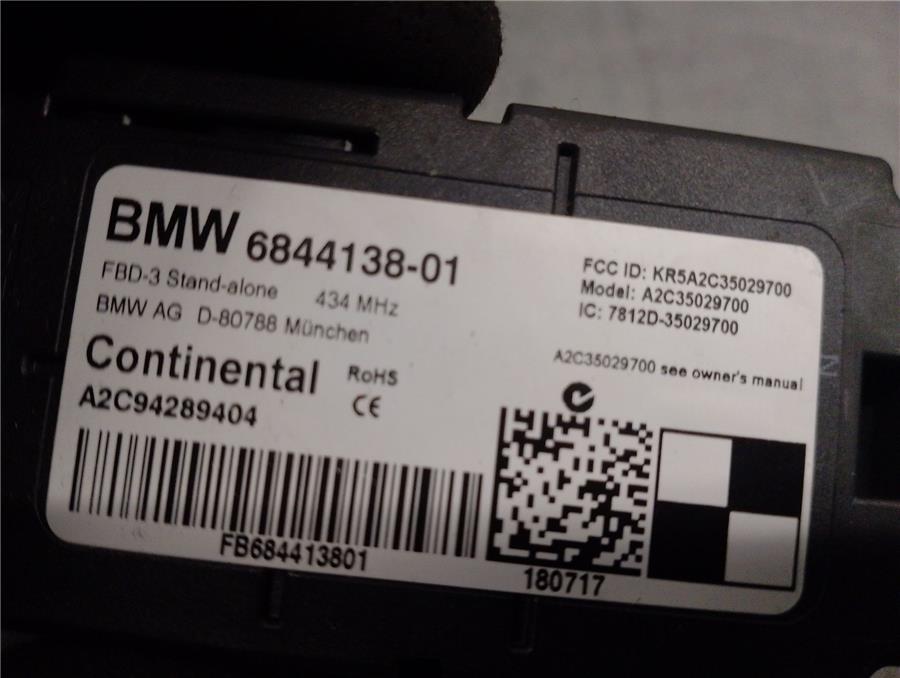 BMW 6844138-01
FBD-3 Stand-alone 434 MHz
BMW AG D-80788 München
Continental RoHS
A2C94289404 CE
FB684413801
FCC ID: KR5A2C35029700
Model: A2C35029700
IC: 7812D-35029700
A2C35029700 see owner's manual
180717